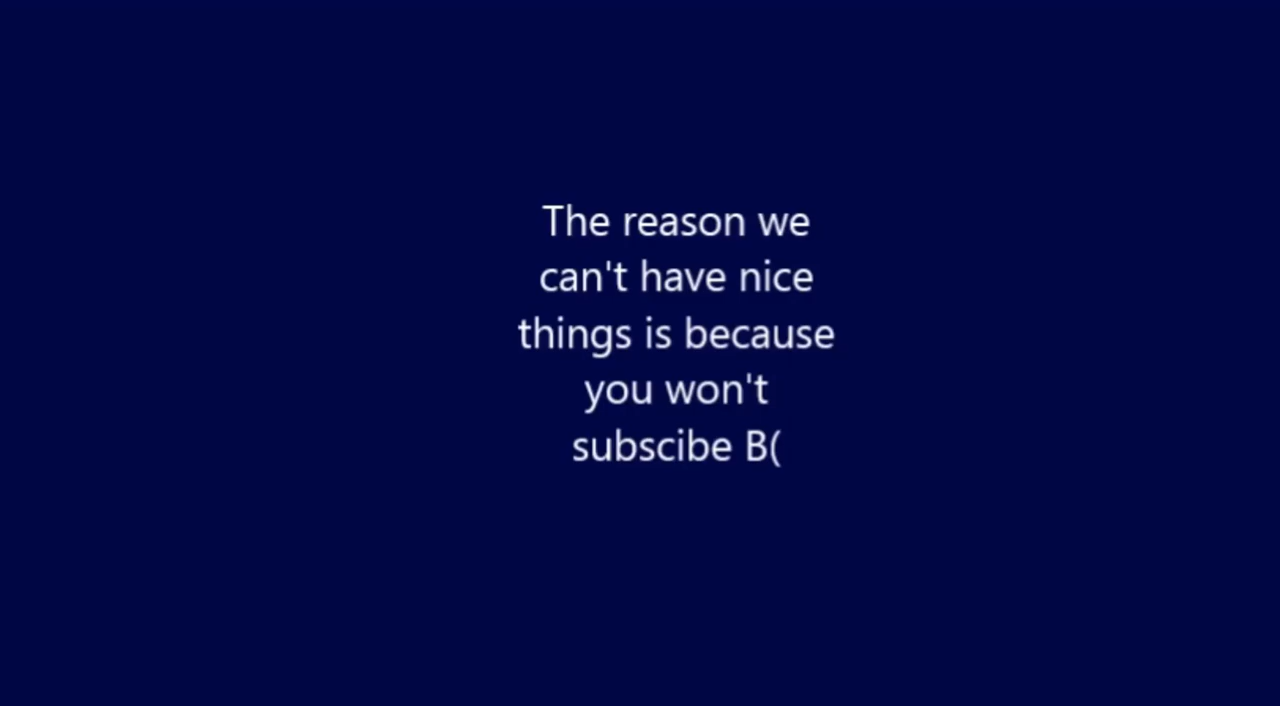 The reason we
can't have nice
things is because
you won't
subscibe B(